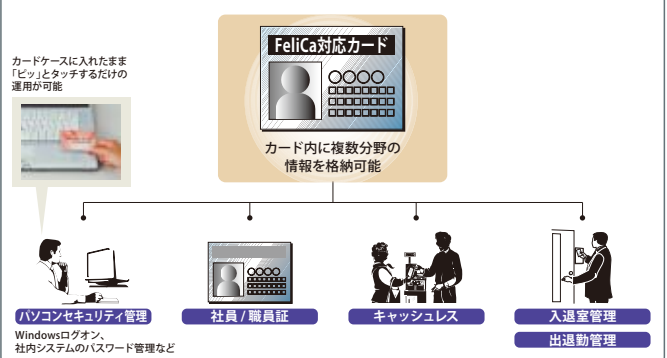 FeliCa対応カード
カード内に複数分野の
情報を格納可能
カードケースに入れたまま
「ピッ」とタッチするだけの
運用が可能
パソコンセキュリティ管理
Windowsログオン、
社内システムのパスワード管理など
社員 / 職員証
キャッシュレス
入退室管理
出退勤管理